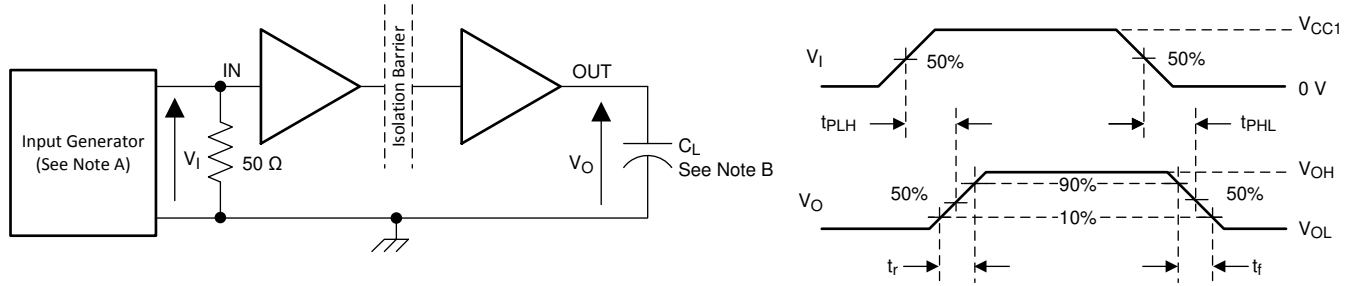 Input Generator
(See Note A)
IN
V_I
50 Ω
Isolation Barrier
OUT
V_O
C_L
See Note B
V_I
50%
50%
V_CC1
0 V
t_PLH
t_PHL
V_O
50%
90%
50%
10%
V_OH
V_OL
t_r
t_f